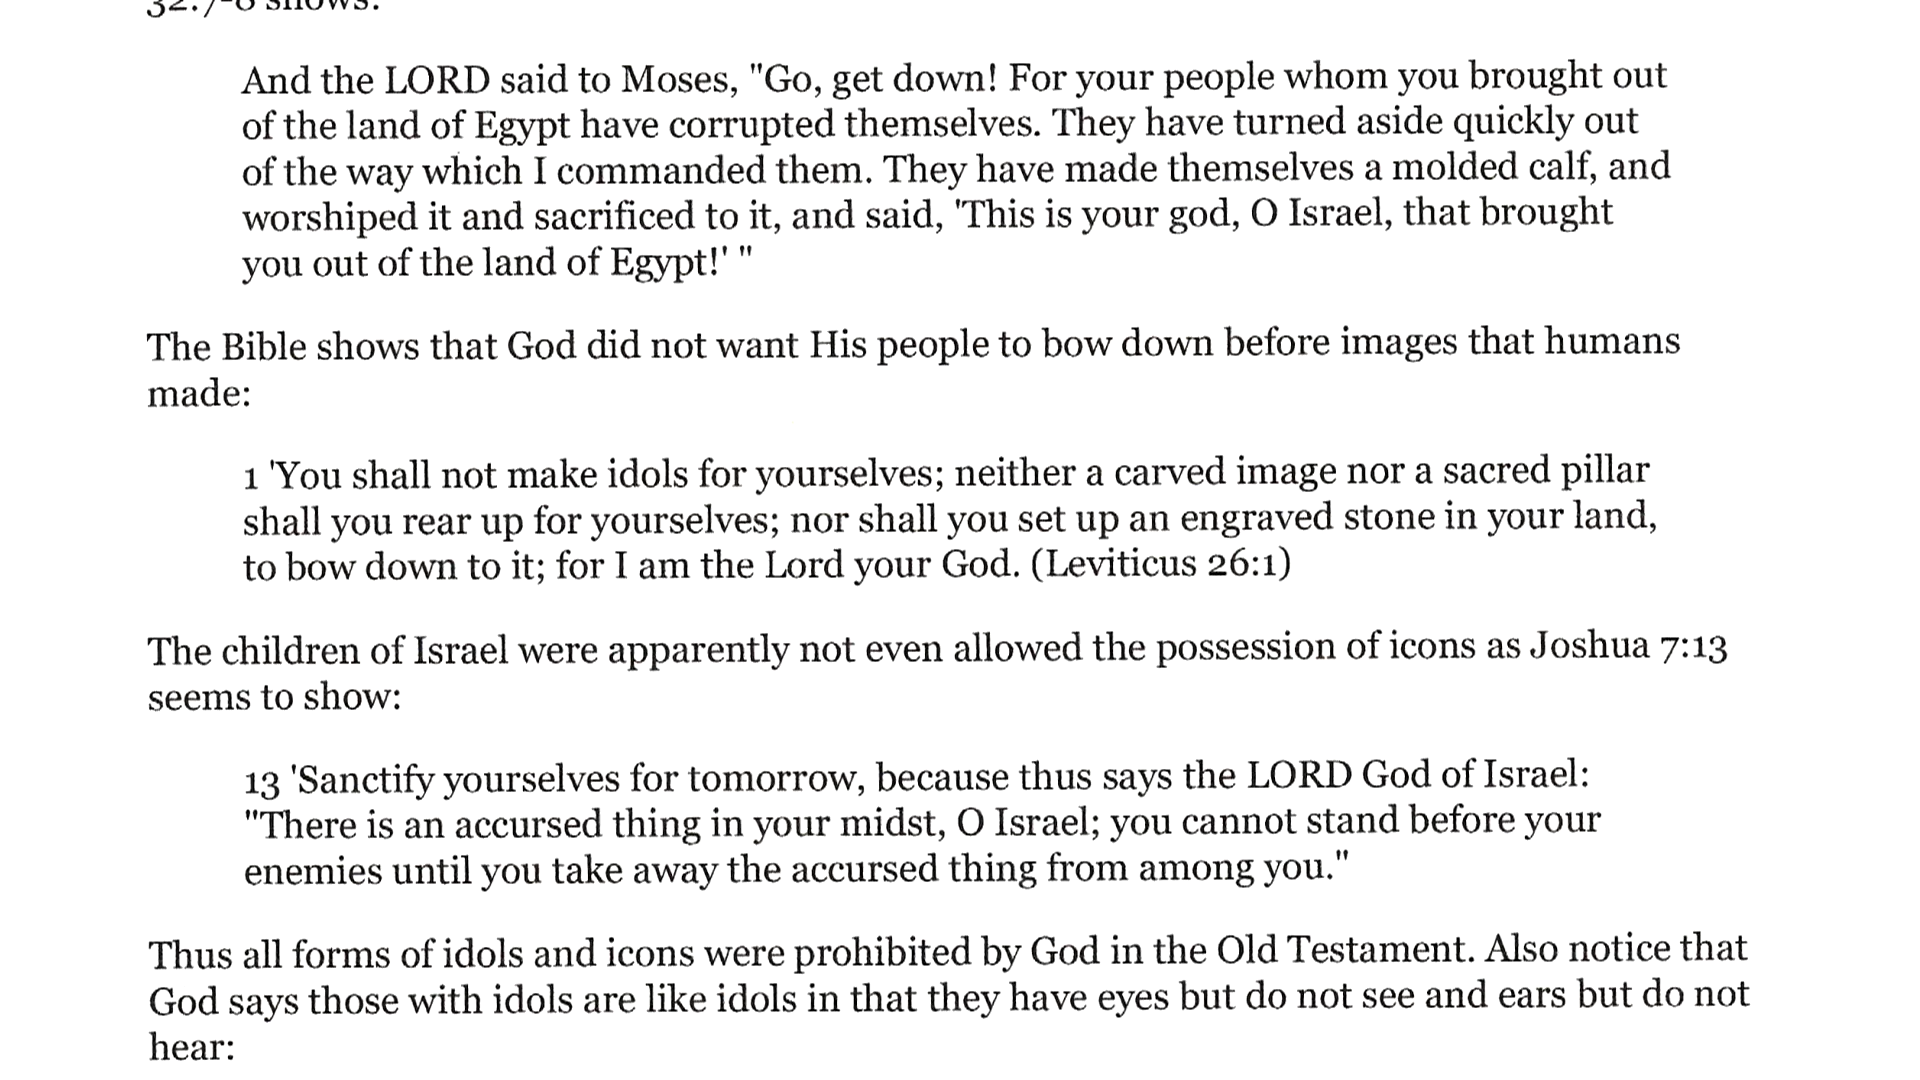 32:7-8 shows:
And the LORD said to Moses, "Go, get down! For your people whom you brought out
of the land of Egypt have corrupted themselves. They have turned aside quickly out
of the way which I commanded them. They have made themselves a molded calf, and
worshiped it and sacrificed to it, and said, 'This is your god, O Israel, that brought
you out of the land of Egypt!' "
The Bible shows that God did not want His people to bow down before images that humans
made:
1 'You shall not make idols for yourselves; neither a carved image nor a sacred pillar
shall you rear up for yourselves; nor shall you set up an engraved stone in your land,
to bow down to it; for I am the Lord your God. (Leviticus 26:1)
The children of Israel were apparently not even allowed the possession of icons as Joshua 7:13
seems to show:
13 'Sanctify yourselves for tomorrow, because thus says the LORD God of Israel:
"There is an accursed thing in your midst, O Israel; you cannot stand before your
enemies until you take away the accursed thing from among you."
Thus all forms of idols and icons were prohibited by God in the Old Testament. Also notice that
God says those with idols are like idols in that they have eyes but do not see and ears but do not
hear: